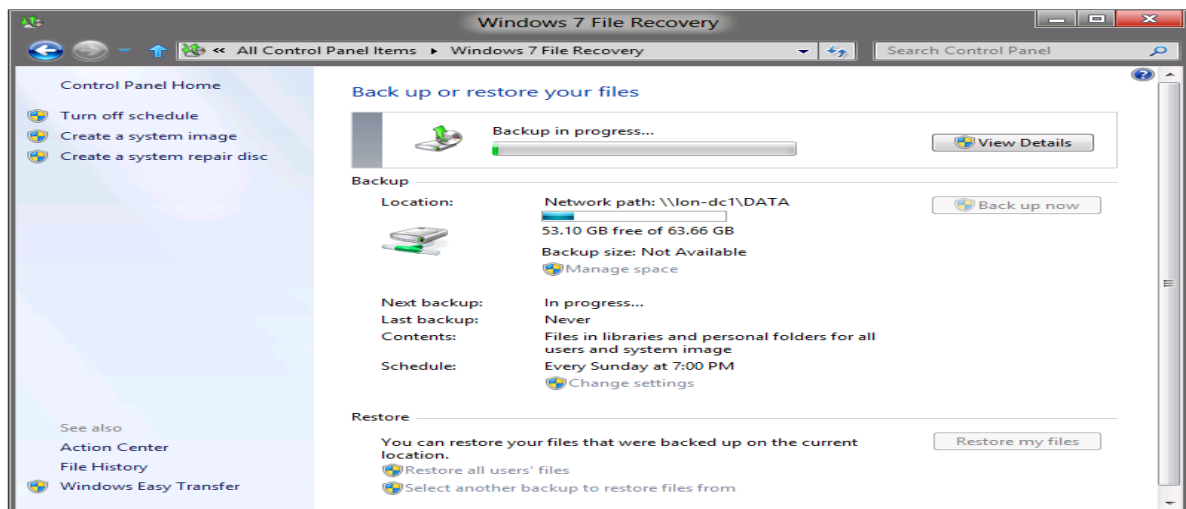 Windows 7 File Recovery
« All Control Panel Items ▸ Windows 7 File Recovery
Search Control Panel
Control Panel Home
Turn off schedule
Create a system image
Create a system repair disc
Back up or restore your files
Backup in progress...
View Details
Backup
Location:
Network path: \\lon-dc1\DATA
Back up now
53.10 GB free of 63.66 GB
Backup size: Not Available
Manage space
Next backup:
In progress...
Last backup:
Never
Contents:
Files in libraries and personal folders for all
users and system image
Schedule:
Every Sunday at 7:00 PM
Change settings
Restore
You can restore your files that were backed up on the current
location.
Restore my files
Restore all users' files
Select another backup to restore files from
See also
Action Center
File History
Windows Easy Transfer